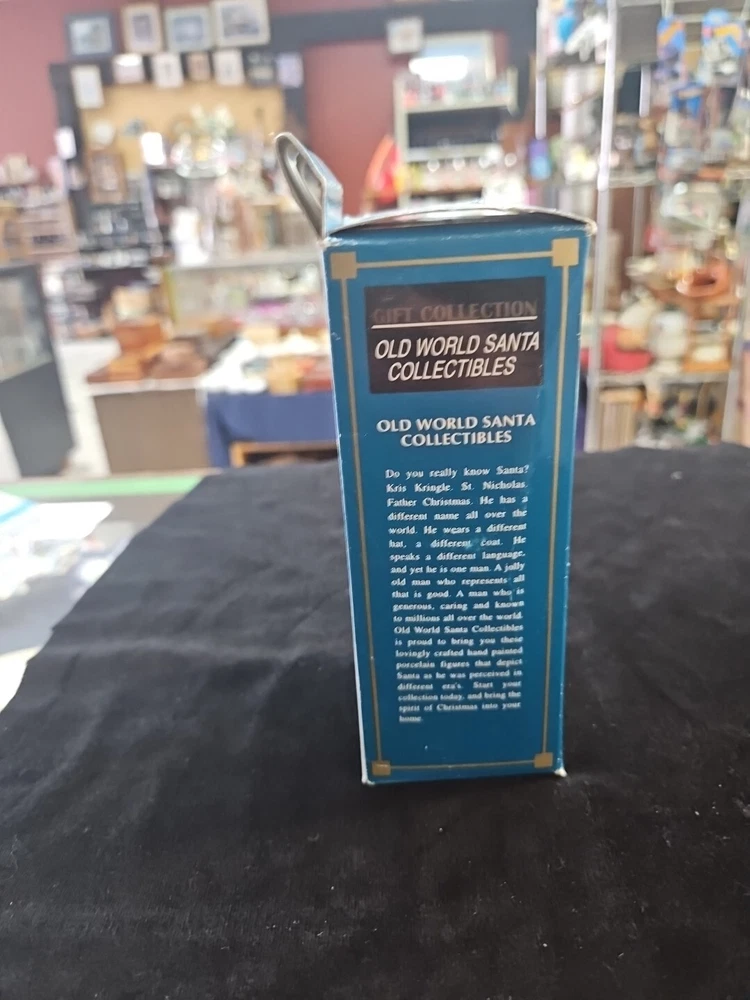 GIFT COLLECTION
OLD WORLD SANTA
COLLECTIBLES
OLD WORLD SANTA
COLLECTIBLES
Do you really know Santa?
Kris Kringle. St. Nicholas.
Father Christmas. He has a
different name all over the
world. He wears a different
hat, a different coat. He
speaks a different language,
and yet he is one man. A jolly
old man who represents all
that is good. A man who is
generous, caring and known
to millions all over the world.
Old World Santa Collectibles
is proud to bring you these
lovingly crafted hand painted
porcelain figures that depict
Santa as he was perceived in
different era's. Start your
collection today, and bring the
spirit of Christmas into your
home.